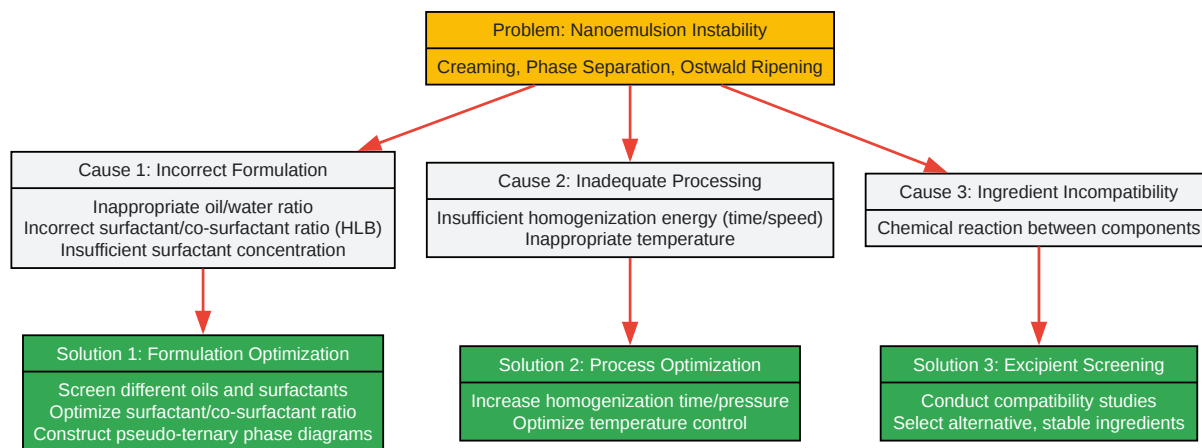 Problem: Nanoemulsion Instability
Creaming, Phase Separation, Ostwald Ripening
Cause 1: Incorrect Formulation
Inappropriate oil/water ratio
Incorrect surfactant/co-surfactant ratio (HLB)
Insufficient surfactant concentration
Cause 2: Inadequate Processing
Insufficient homogenization energy (time/speed)
Inappropriate temperature
Cause 3: Ingredient Incompatibility
Chemical reaction between components
Solution 1: Formulation Optimization
Screen different oils and surfactants
Optimize surfactant/co-surfactant ratio
Construct pseudo-ternary phase diagrams
Solution 2: Process Optimization
Increase homogenization time/pressure
Optimize temperature control
Solution 3: Excipient Screening
Conduct compatibility studies
Select alternative, stable ingredients